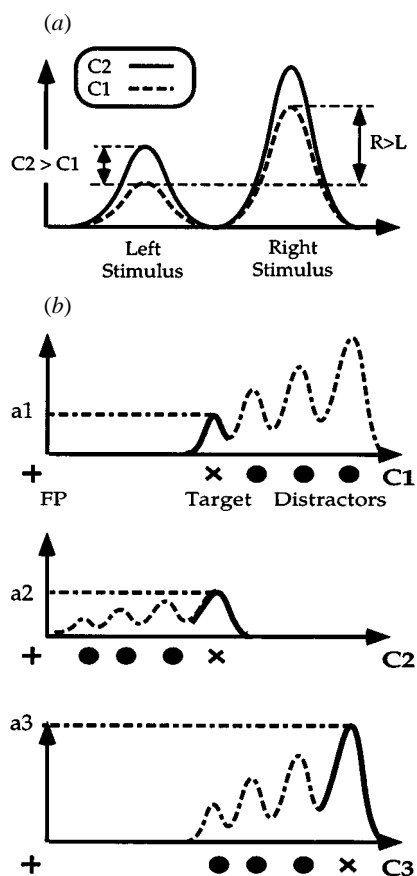 (a)
C2
C1
C2 > C1
R>L
Left Stimulus
Right Stimulus
(b)
a1
+ × C1
FP Target Distractors
a2
+ × C2
a3
+ × C3